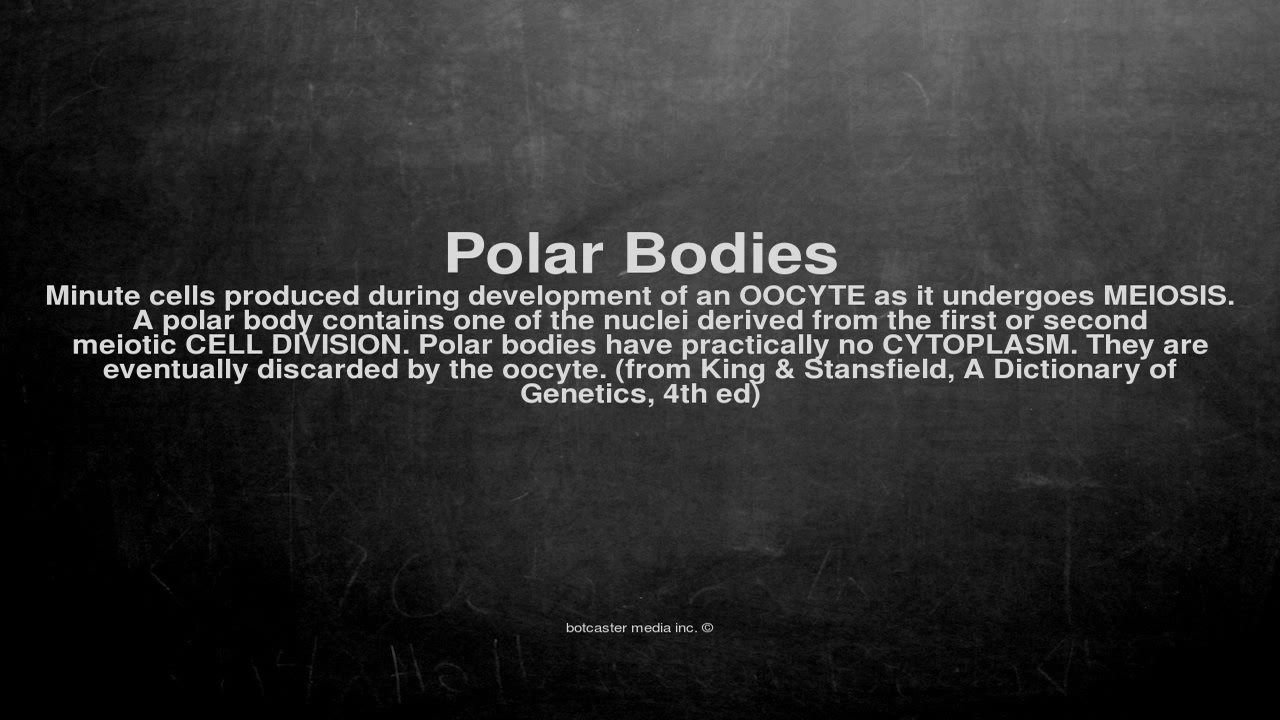 Polar Bodies
Minute cells produced during development of an OOCYTE as it undergoes MEIOSIS.
A polar body contains one of the nuclei derived from the first or second
meiotic CELL DIVISION. Polar bodies have practically no CYTOPLASM. They are
eventually discarded by the oocyte. (from King & Stansfield, A Dictionary of
Genetics, 4th ed)
botcaster media inc. ©